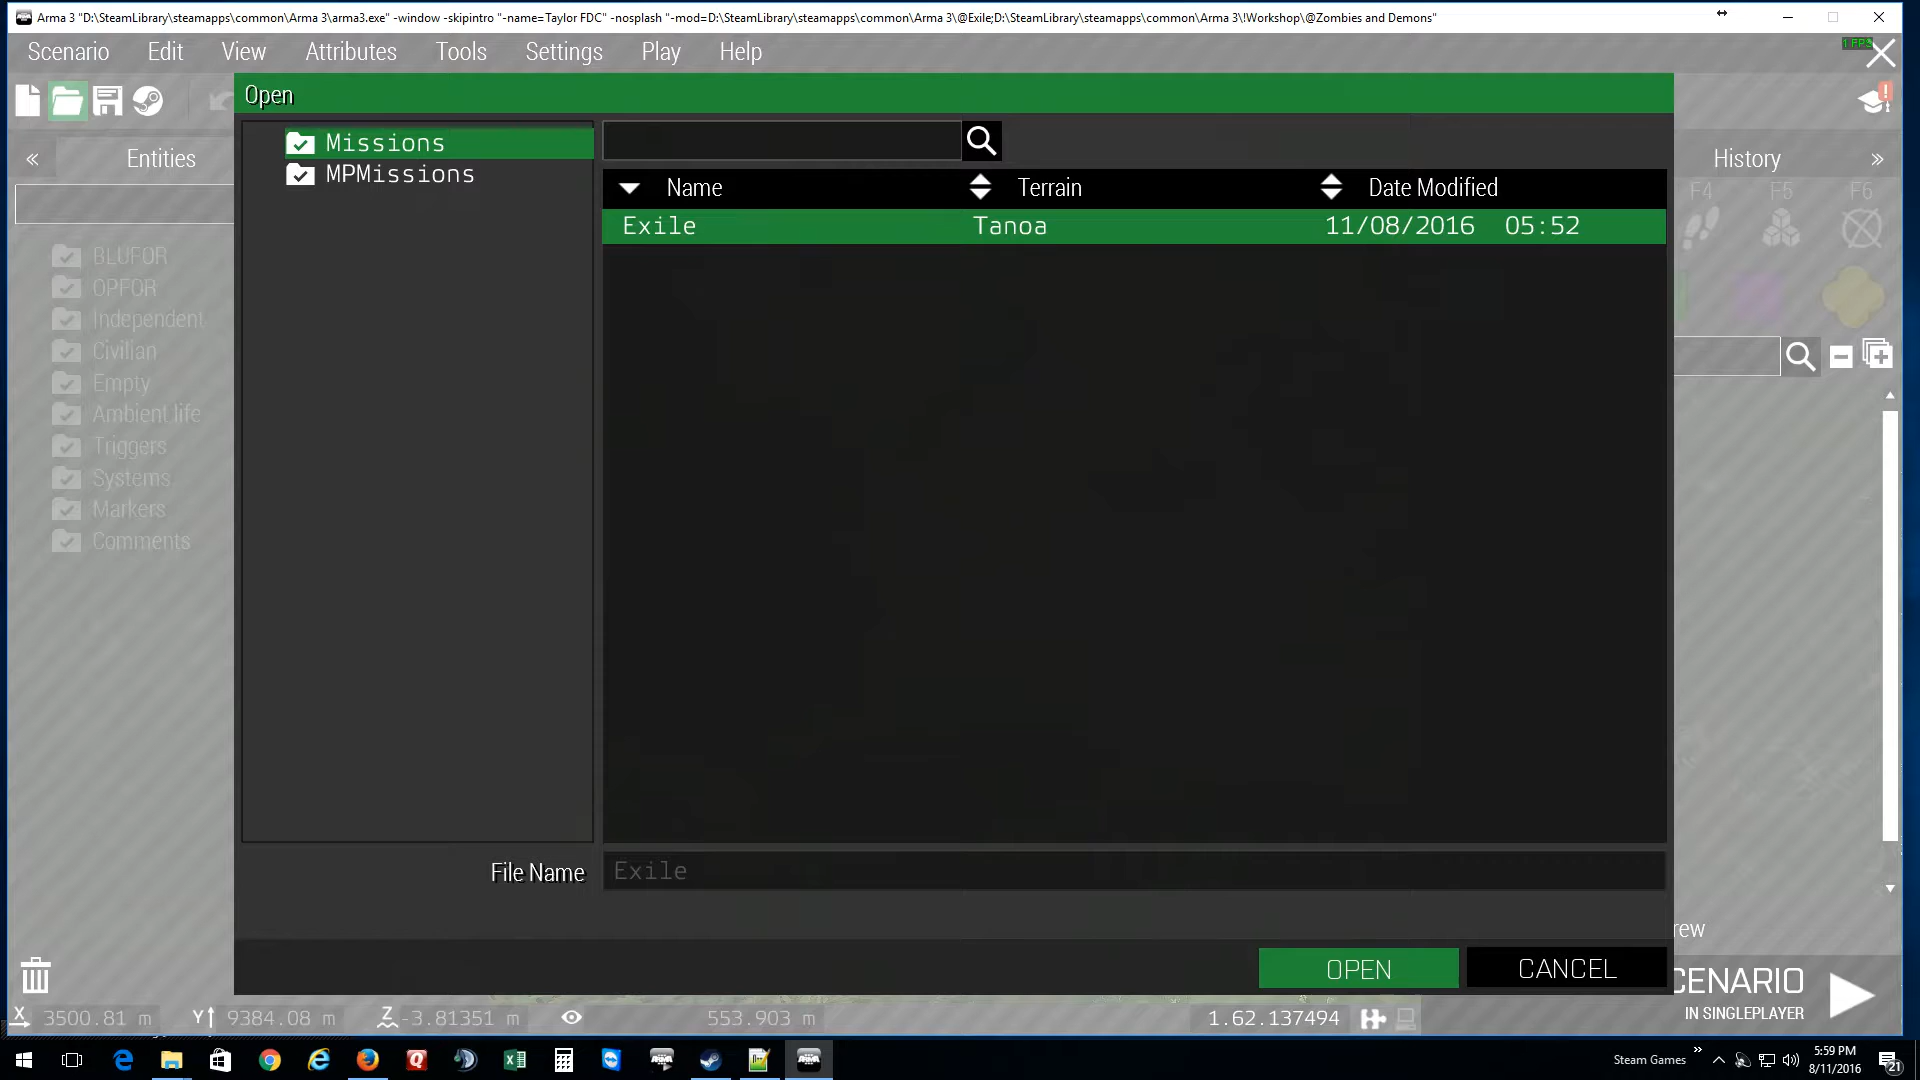 Arma 3 "D:\SteamLibrary\steamapps\common\Arma 3\arma3.exe" -window -skipintro "-name=Taylor FDC" -nosplash "-mod=D:\SteamLibrary\steamapps\common\Arma 3\@Exile;D:\SteamLibrary\steamapps\common\Arma 3\!Workshop\@Zombies and Demons"
Scenario Edit View Attributes Tools Settings Play Help
1 FPS
Open
Entities
History
Missions
MPMissions
Name Terrain Date Modified
F4 F5 F6
Exile Tanoa 11/08/2016 05:52
BLUFOR
OPFOR
Independent
Civilian
Empty
Ambient life
Triggers
Systems
Markers
Comments
File Name Exile
rew
OPEN CANCEL
CENARIO
IN SINGLEPLAYER
X 3500.81 m Y 9384.08 m Z -3.81351 m 553.903 m 1.62.137494
Steam Games 5:59 PM
8/11/2016 21